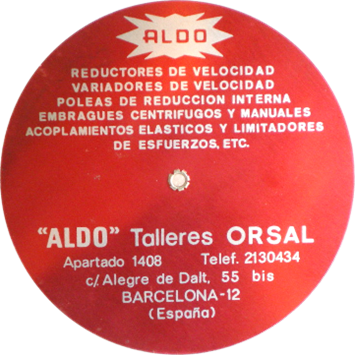 ALDO
REDUCTORES DE VELOCIDAD
VARIADORES DE VELOCIDAD
POLEAS DE REDUCCION INTERNA
EMBRAGUES CENTRIFUGOS Y MANUALES
ACOPLAMIENTOS ELASTICOS Y LIMITADORES
DE ESFUERZOS, ETC.
"ALDO" Talleres ORSAL
Apartado 1408 Telef. 2130434
c/ Alegre de Dalt, 55 bis
BARCELONA-12
(España)